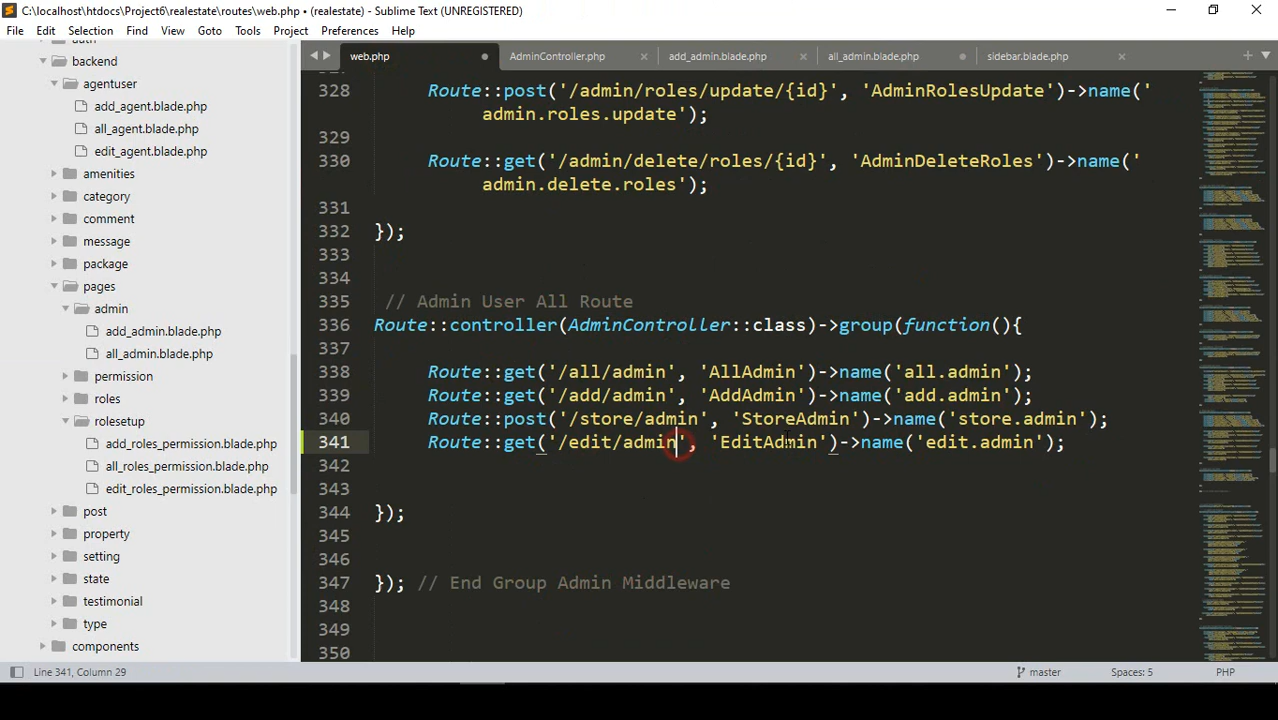 C:\localhost\htdocs\Project6\realestate\routes\web.php • (realestate) - Sublime Text (UNREGISTERED)
File Edit Selection Find View Goto Tools Project Preferences Help
backend
agentuser
add_agent.blade.php
all_agent.blade.php
edit_agent.blade.php
amenities
category
comment
message
package
pages
admin
add_admin.blade.php
all_admin.blade.php
permission
roles
rolesetup
add_roles_permission.blade.php
all_roles_permission.blade.php
edit_roles_permission.blade.php
post
property
setting
state
testimonial
type
components
web.php AdminController.php add_admin.blade.php all_admin.blade.php sidebar.blade.php
328 Route::post('/admin/roles/update/{id}', 'AdminRolesUpdate')->name('
admin.roles.update');
329
330 Route::get('/admin/delete/roles/{id}', 'AdminDeleteRoles')->name('
admin.delete.roles');
331
332 });
333
334
335 // Admin User All Route
336 Route::controller(AdminController::class)->group(function(){
337
338 Route::get('/all/admin', 'AllAdmin')->name('all.admin');
339 Route::get('/add/admin', 'AddAdmin')->name('add.admin');
340 Route::post('/store/admin', 'StoreAdmin')->name('store.admin');
341 Route::get('/edit/admin', 'EditAdmin')->name('edit.admin');
342
343
344 });
345
346
347 }); // End Group Admin Middleware
348
349
350
Line 341, Column 29 master Spaces: 5 PHP